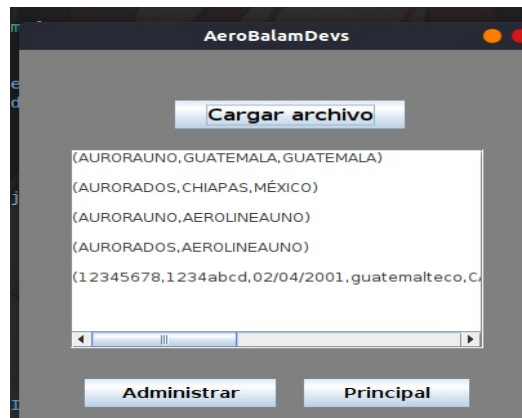 AeroBalamDevs
Cargar archivo
(AURORAUNO,GUATEMALA,GUATEMALA)
(AURORADOS,CHIAPAS,MÉXICO)
(AURORAUNO,AEROLINEAUNO)
(AURORADOS,AEROLINEAUNO)
(12345678,1234abcd,02/04/2001,guatemalteco,
Administrar
Principal